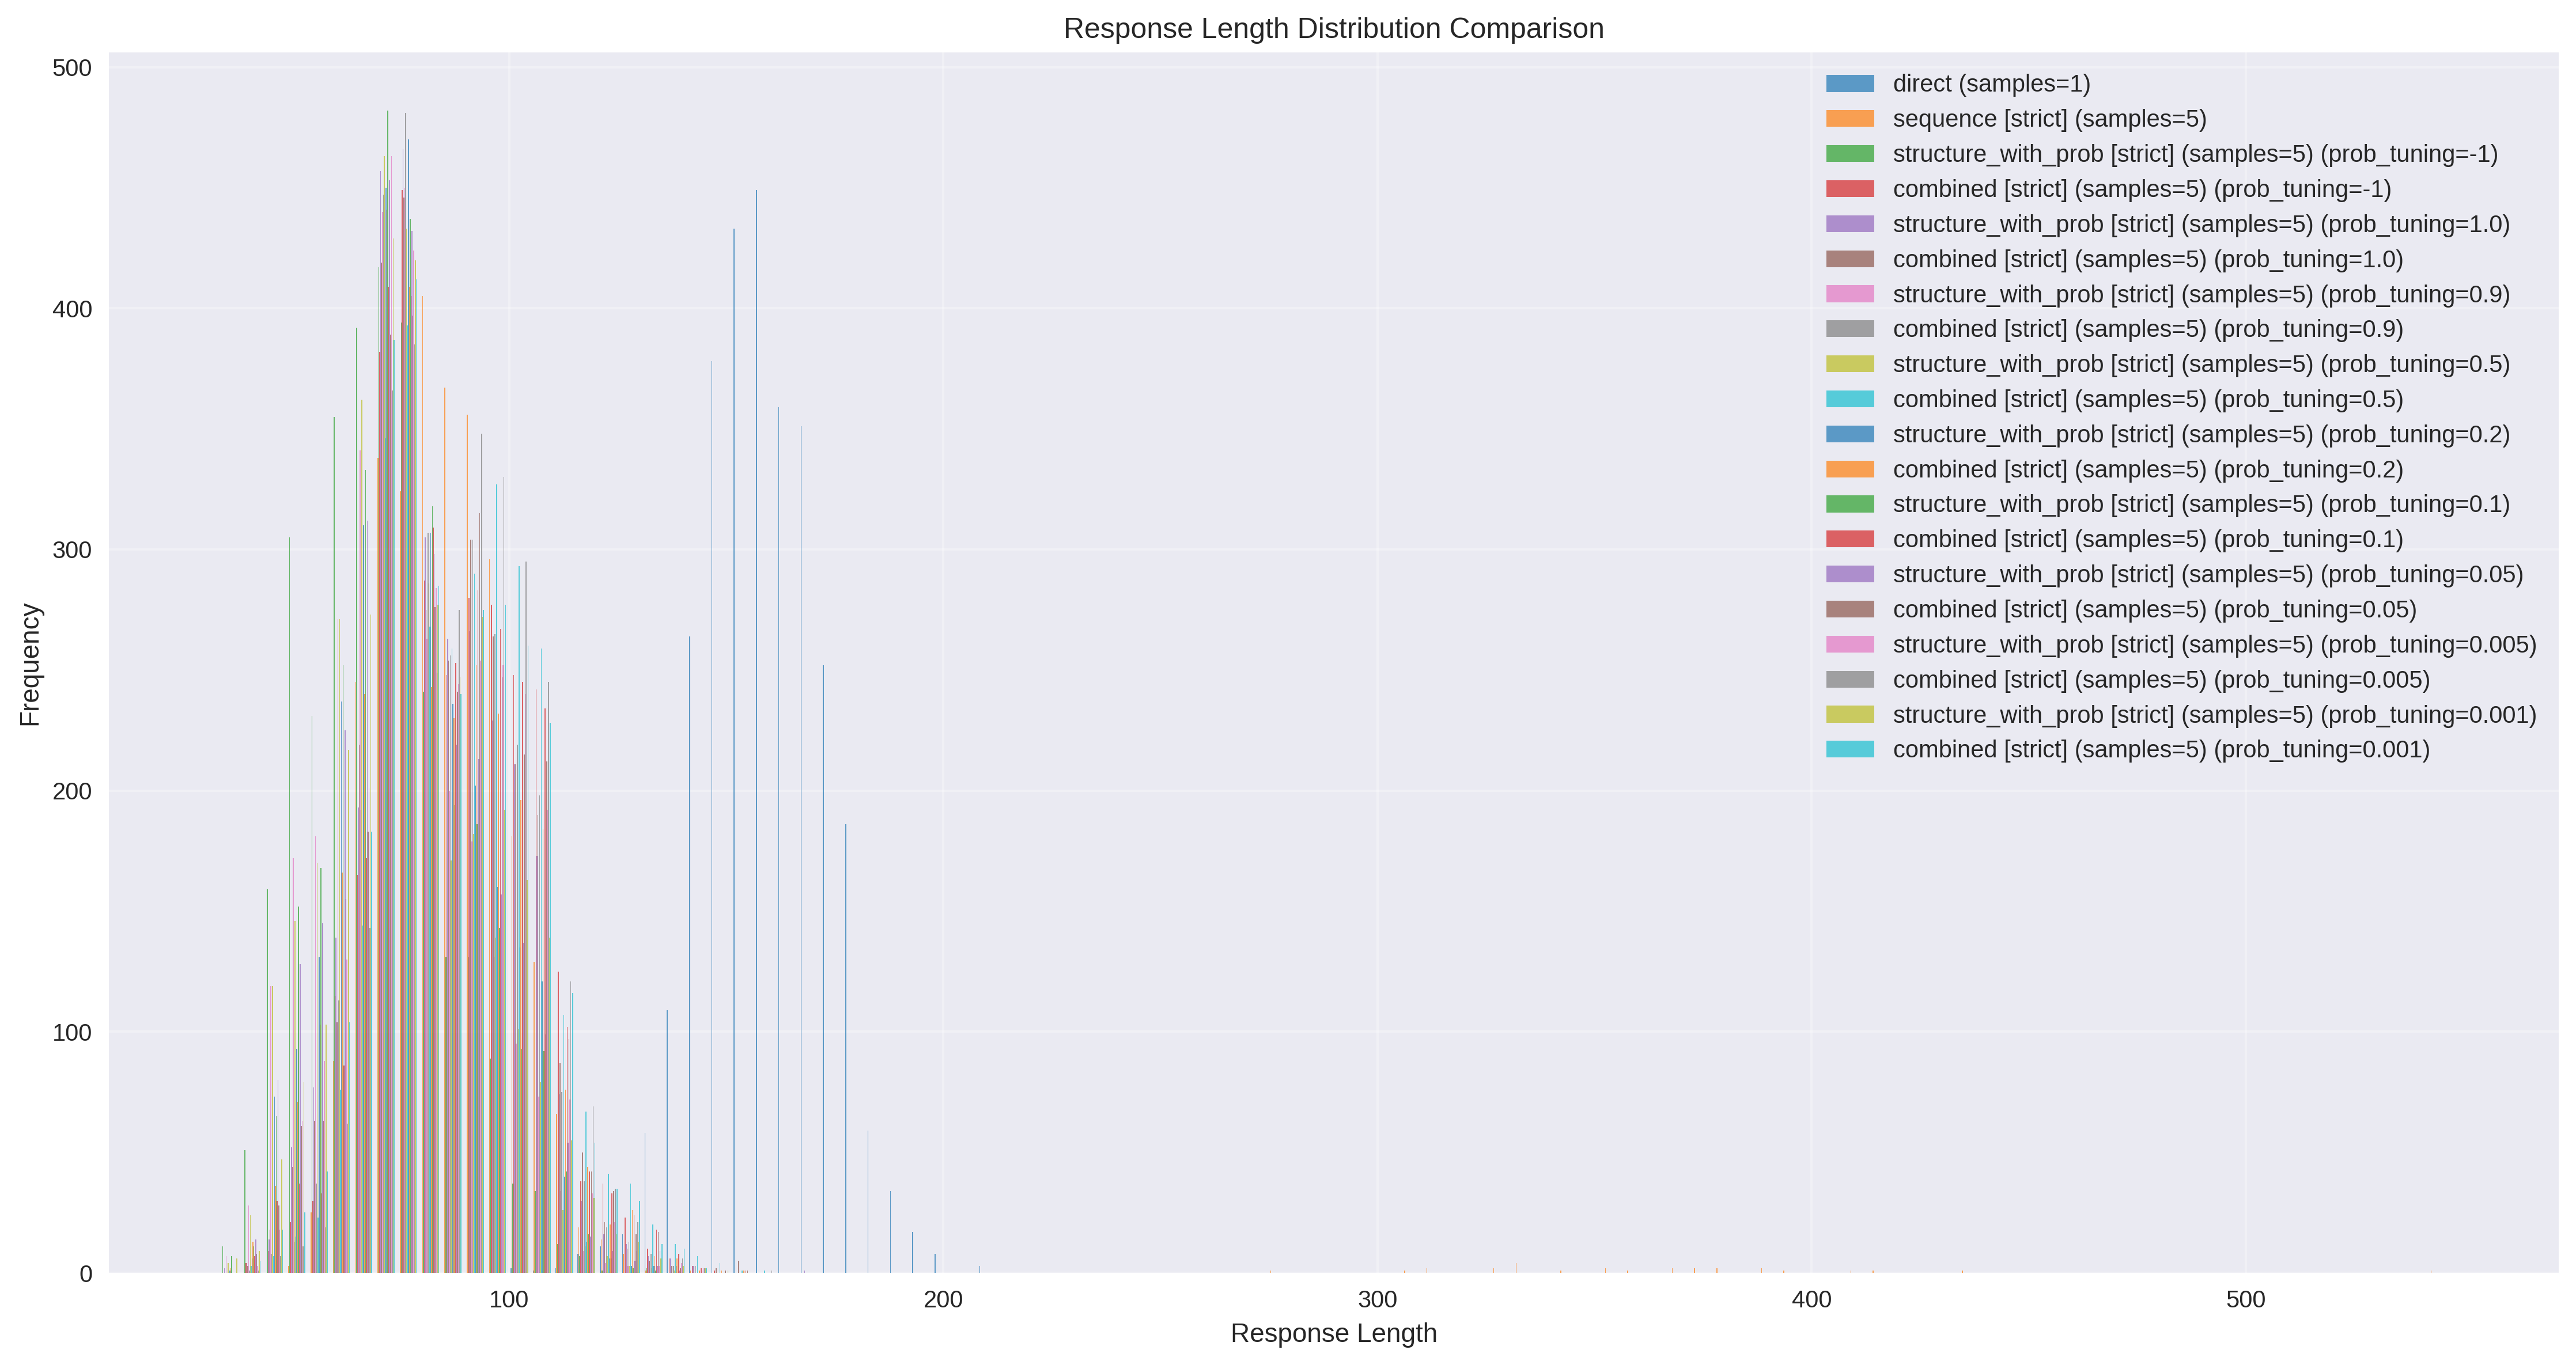 Response Length Distribution Comparison
500
400
300
200
100
0
Frequency
direct (samples=1)
sequence [strict] (samples=5)
structure_with_prob [strict] (samples=5) (prob_tuning=-1)
combined [strict] (samples=5) (prob_tuning=-1)
structure_with_prob [strict] (samples=5) (prob_tuning=1.0)
combined [strict] (samples=5) (prob_tuning=1.0)
structure_with_prob [strict] (samples=5) (prob_tuning=0.9)
combined [strict] (samples=5) (prob_tuning=0.9)
structure_with_prob [strict] (samples=5) (prob_tuning=0.5)
combined [strict] (samples=5) (prob_tuning=0.5)
structure_with_prob [strict] (samples=5) (prob_tuning=0.2)
combined [strict] (samples=5) (prob_tuning=0.2)
structure_with_prob [strict] (samples=5) (prob_tuning=0.1)
combined [strict] (samples=5) (prob_tuning=0.1)
structure_with_prob [strict] (samples=5) (prob_tuning=0.05)
combined [strict] (samples=5) (prob_tuning=0.05)
structure_with_prob [strict] (samples=5) (prob_tuning=0.005)
combined [strict] (samples=5) (prob_tuning=0.005)
structure_with_prob [strict] (samples=5) (prob_tuning=0.001)
combined [strict] (samples=5) (prob_tuning=0.001)
100 200 300 400 500
Response Length